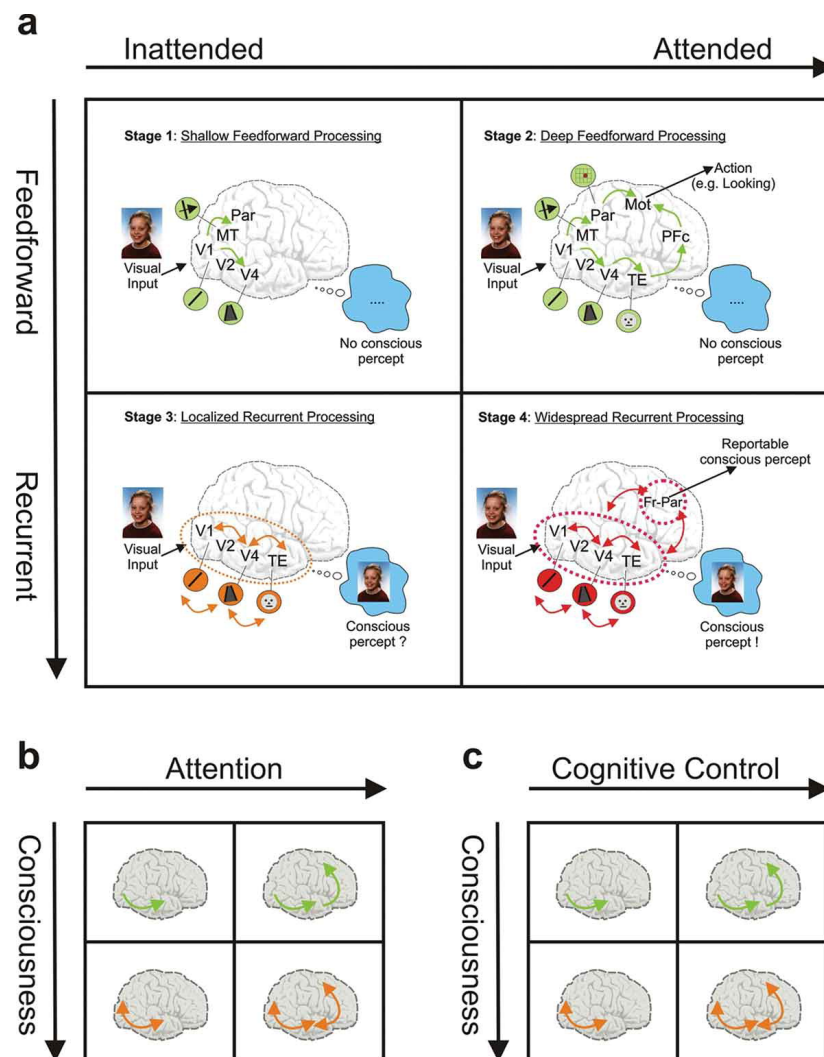 a
Inattended
Attended
Feedforward
Recurrent
Stage 1: Shallow Feedforward Processing
Par
MT
V1
V2
V4
Visual
Input
....
No conscious
percept
Stage 2: Deep Feedforward Processing
Action
(e.g. Looking)
Mot
Par
MT
PFc
V1
V2
V4
TE
Visual
Input
....
No conscious
percept
Stage 3: Localized Recurrent Processing
V1
V2
V4
TE
Visual
Input
Conscious
percept ?
Stage 4: Widespread Recurrent Processing
Reportable
conscious percept
Fr-Par
V1
V2
V4
TE
Visual
Input
Conscious
percept !
b
Attention
Consciousness
c
Cognitive Control
Consciousness